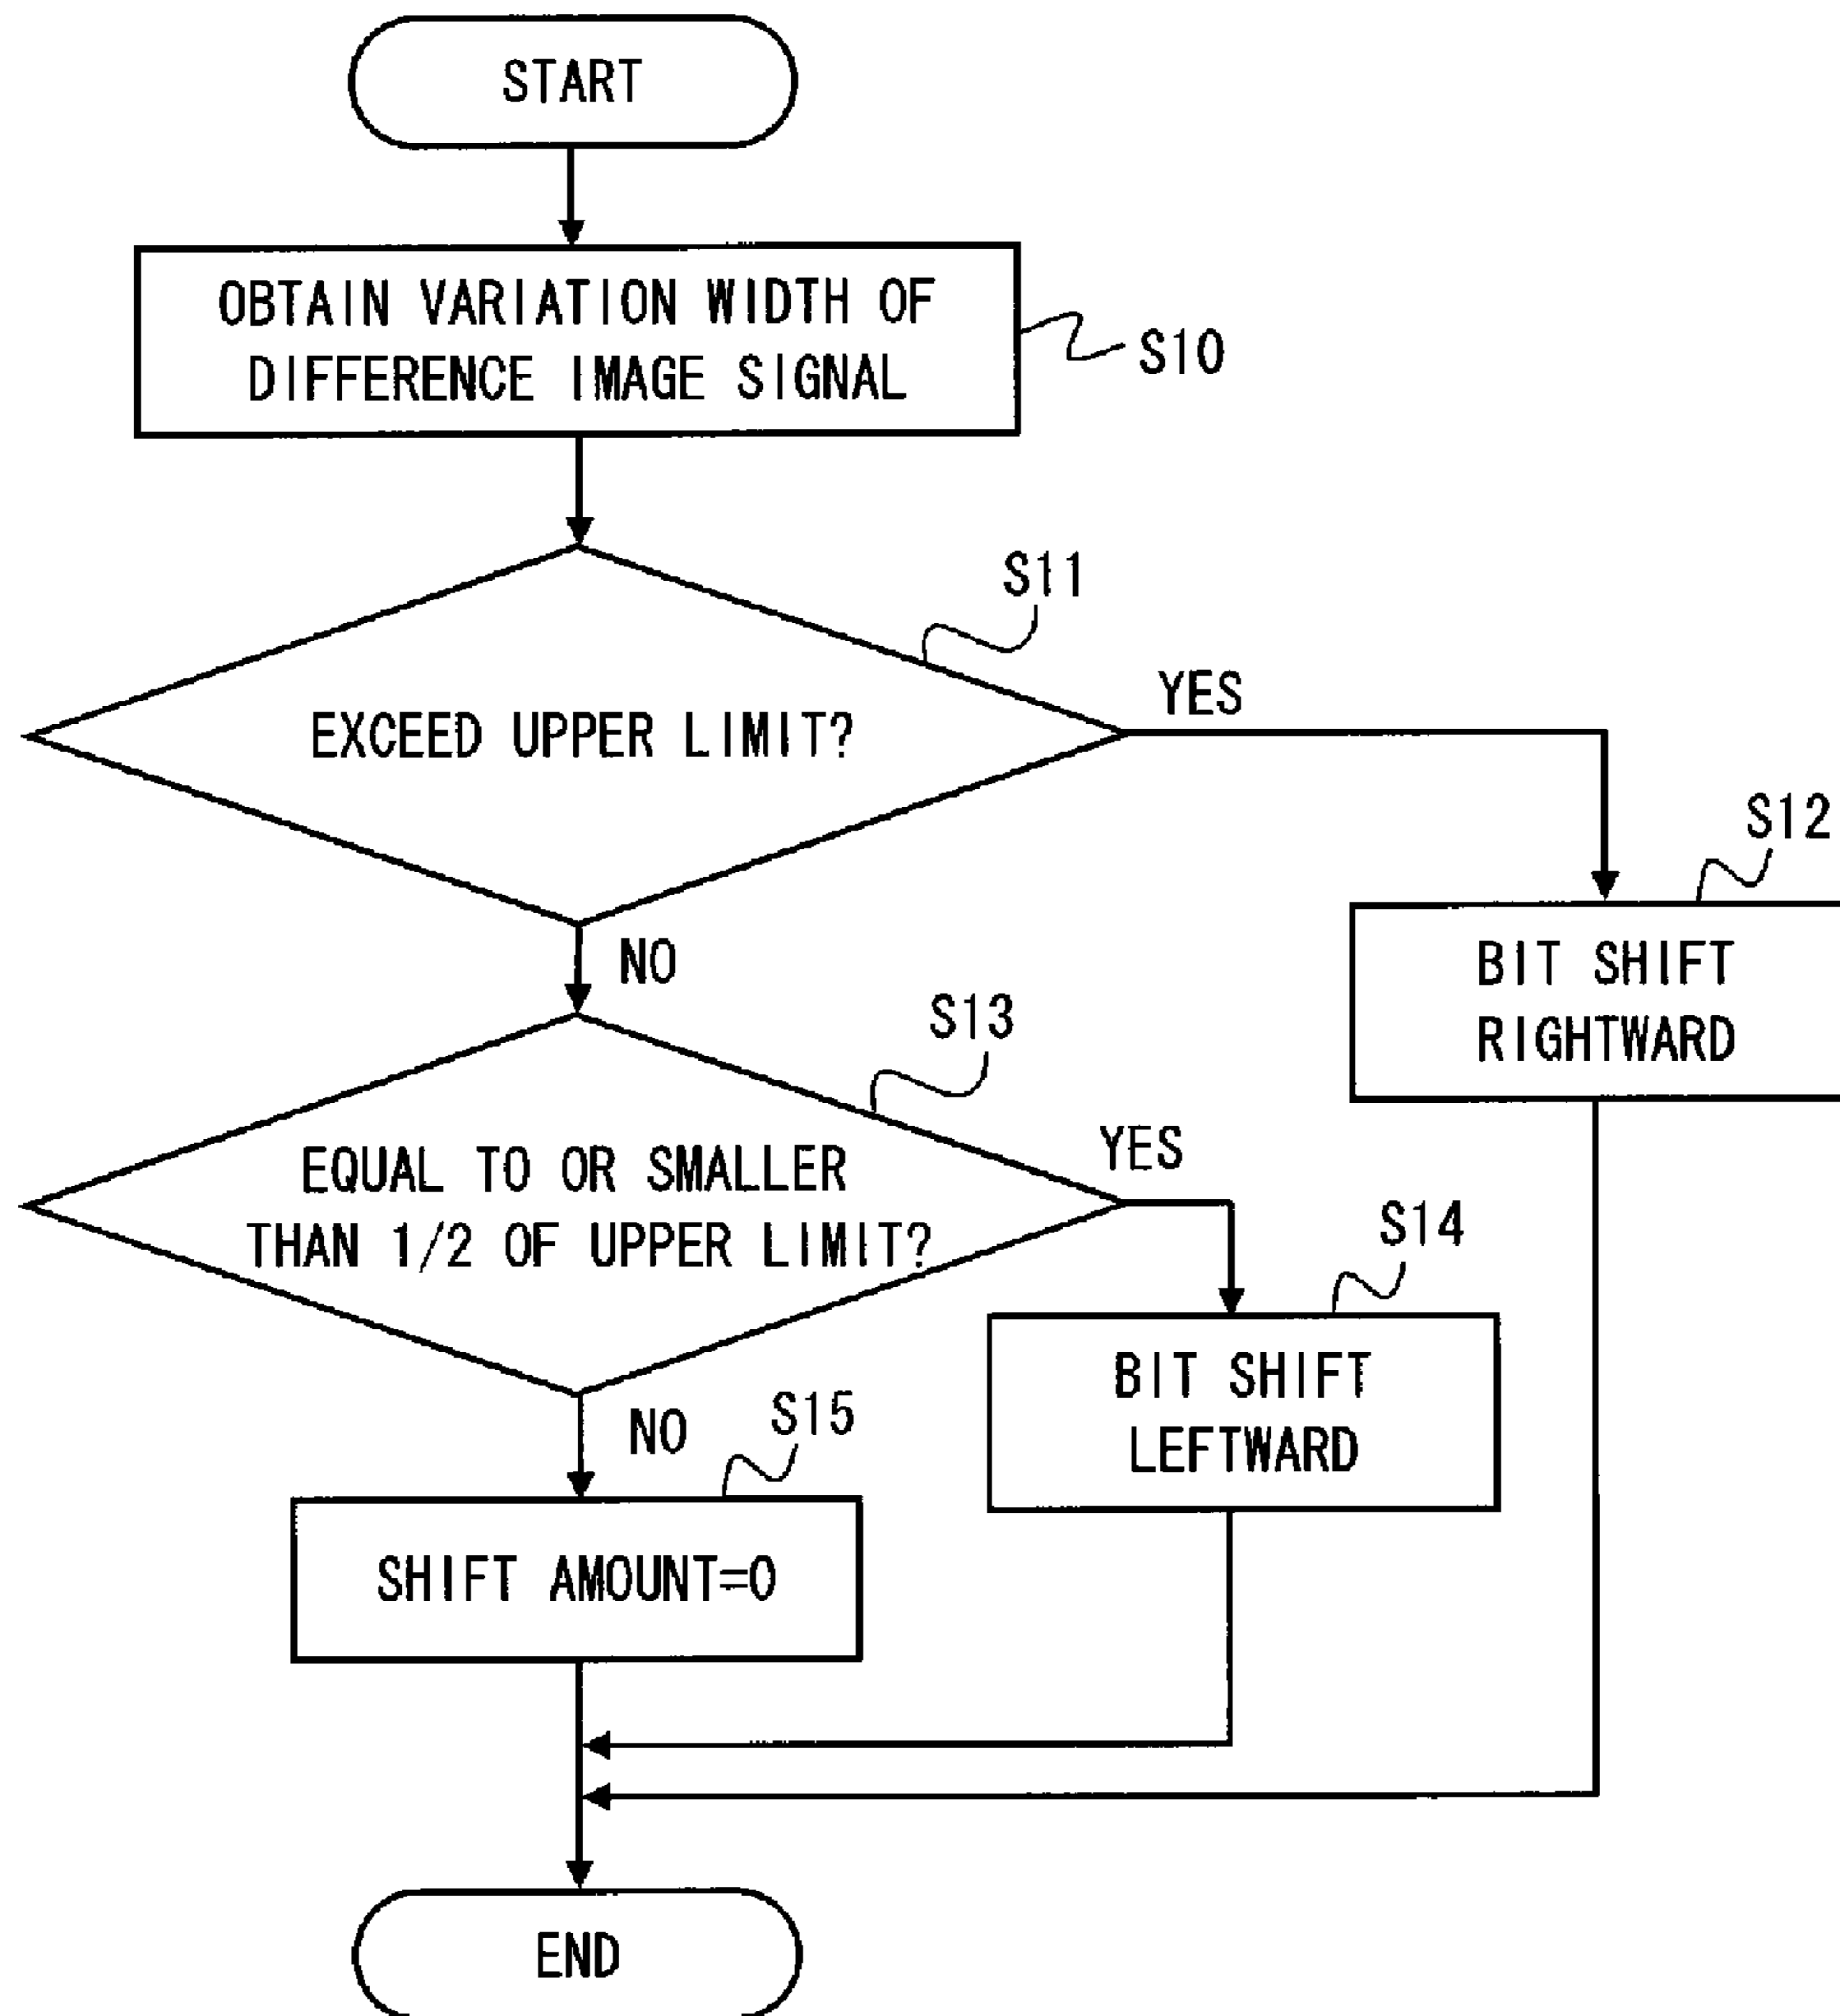 START
OBTAIN VARIATION WIDTH OF
DIFFERENCE IMAGE SIGNAL
S10
S11
EXCEED UPPER LIMIT?
YES
S12
BIT SHIFT
RIGHTWARD
NO
S13
EQUAL TO OR SMALLER
THAN 1/2 OF UPPER LIMIT?
YES
S14
BIT SHIFT
LEFTWARD
NO
S15
SHIFT AMOUNT=0
END